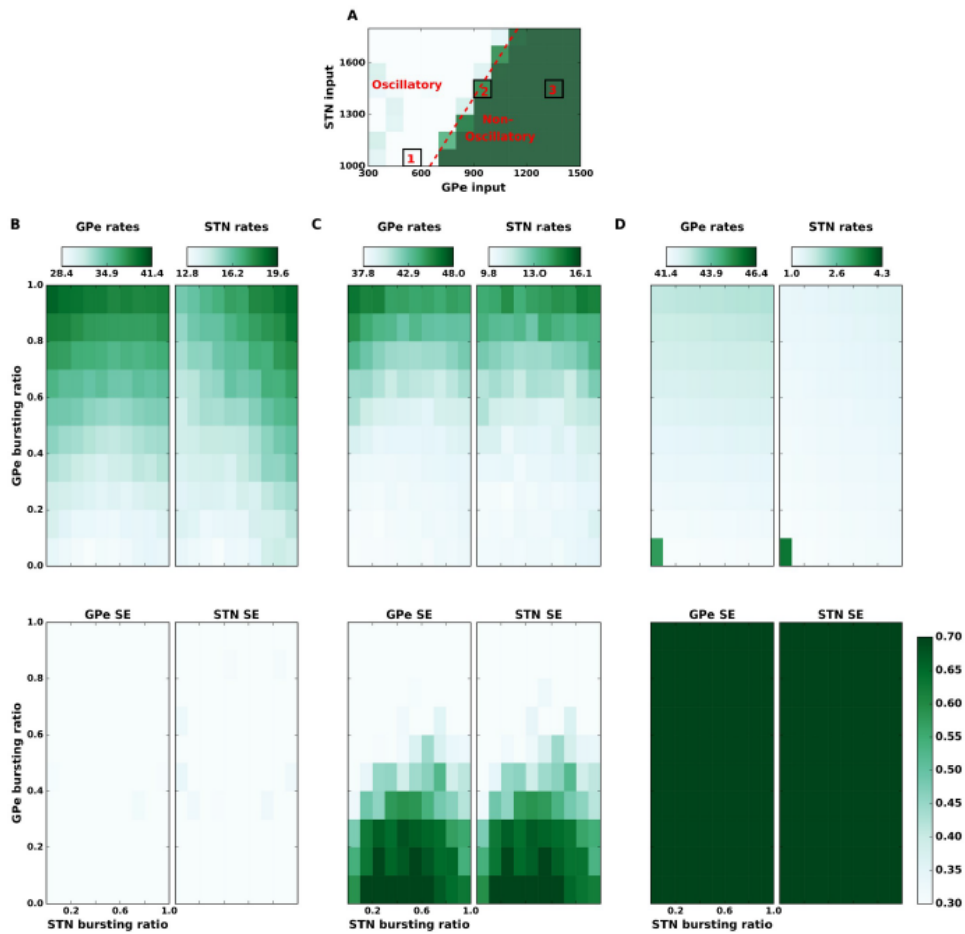 A
STN input
1600
1300
1000
Oscillatory
1
2
3
Non-
Oscillatory
300 600 900 1200 1500
GPe input
B GPe rates STN rates C GPe rates STN rates D GPe rates STN rates
28.4 34.9 41.4 12.8 16.2 19.6 37.8 42.9 48.0 9.8 13.0 16.1 41.4 43.9 46.4 1.0 2.6 4.3
GPe bursting ratio
1.0
0.8
0.6
0.4
0.2
0.0
GPe SE STN SE GPe SE STN SE GPe SE STN SE
GPe bursting ratio
1.0
0.8
0.6
0.4
0.2
0.0
0.2 0.6 1.0 0.2 0.6 1.0 0.2 0.6 1.0
STN bursting ratio STN bursting ratio STN bursting ratio
0.70
0.65
0.60
0.55
0.50
0.45
0.40
0.35
0.30